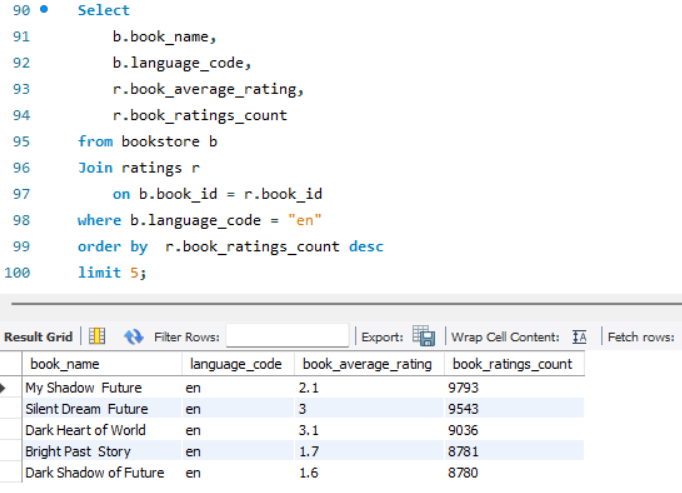 90 Select
91 b.book_name,
92 b.language_code,
93 r.book_average_rating,
94 r.book_ratings_count
95 from bookstore b
96 Join ratings r
97 on b.book_id = r.book_id
98 where b.language_code = "en"
99 order by  r.book_ratings_count desc
100 limit 5;
Result Grid Filter Rows: Export: Wrap Cell Content: Fetch rows:
book_name language_code book_average_rating book_ratings_count
My Shadow  Future en 2.1 9793
Silent Dream  Future en 3 9543
Dark Heart of World en 3.1 9036
Bright Past  Story en 1.7 8781
Dark Shadow of Future en 1.6 8780